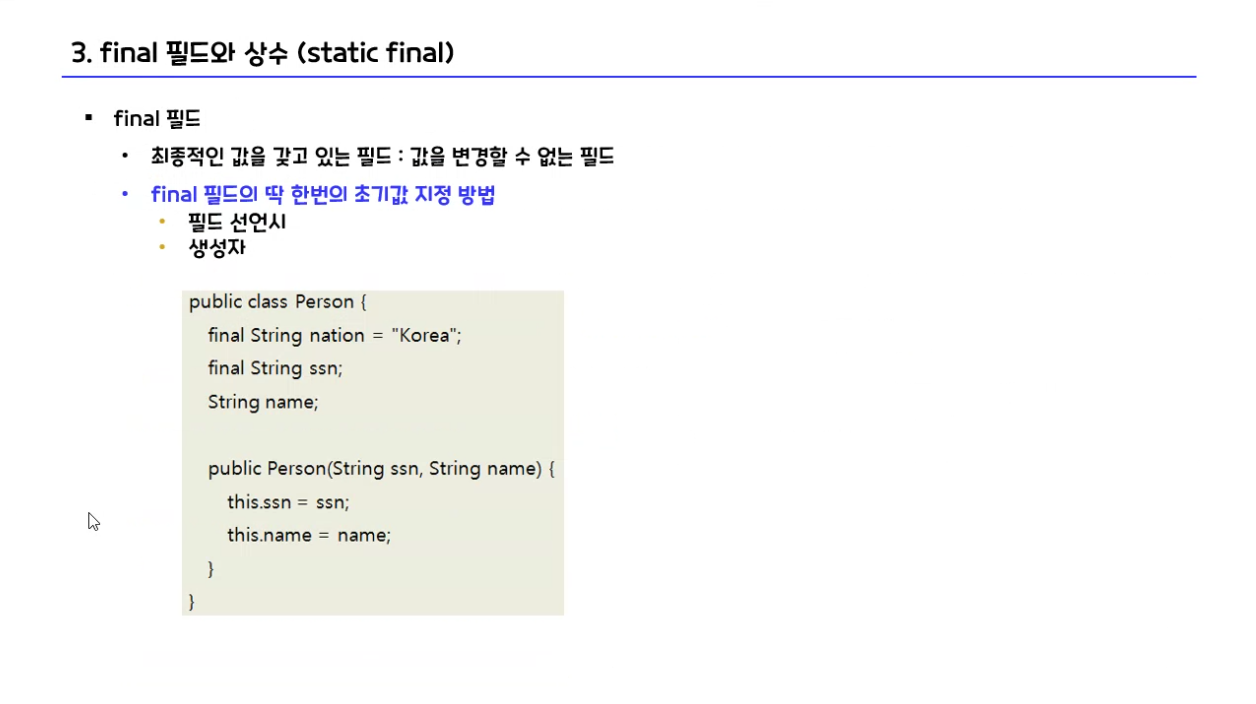 3. final 필드와 상수 (static final)
▪ final 필드
• 최종적인 값을 갖고 있는 필드 : 값을 변경할 수 없는 필드
• final 필드의 딱 한번의 초기값 지정 방법
• 필드 선언시
• 생성자
public class Person {
final String nation = "Korea";
final String ssn;
String name;
public Person(String ssn, String name) {
this.ssn = ssn;
this.name = name;
}
}